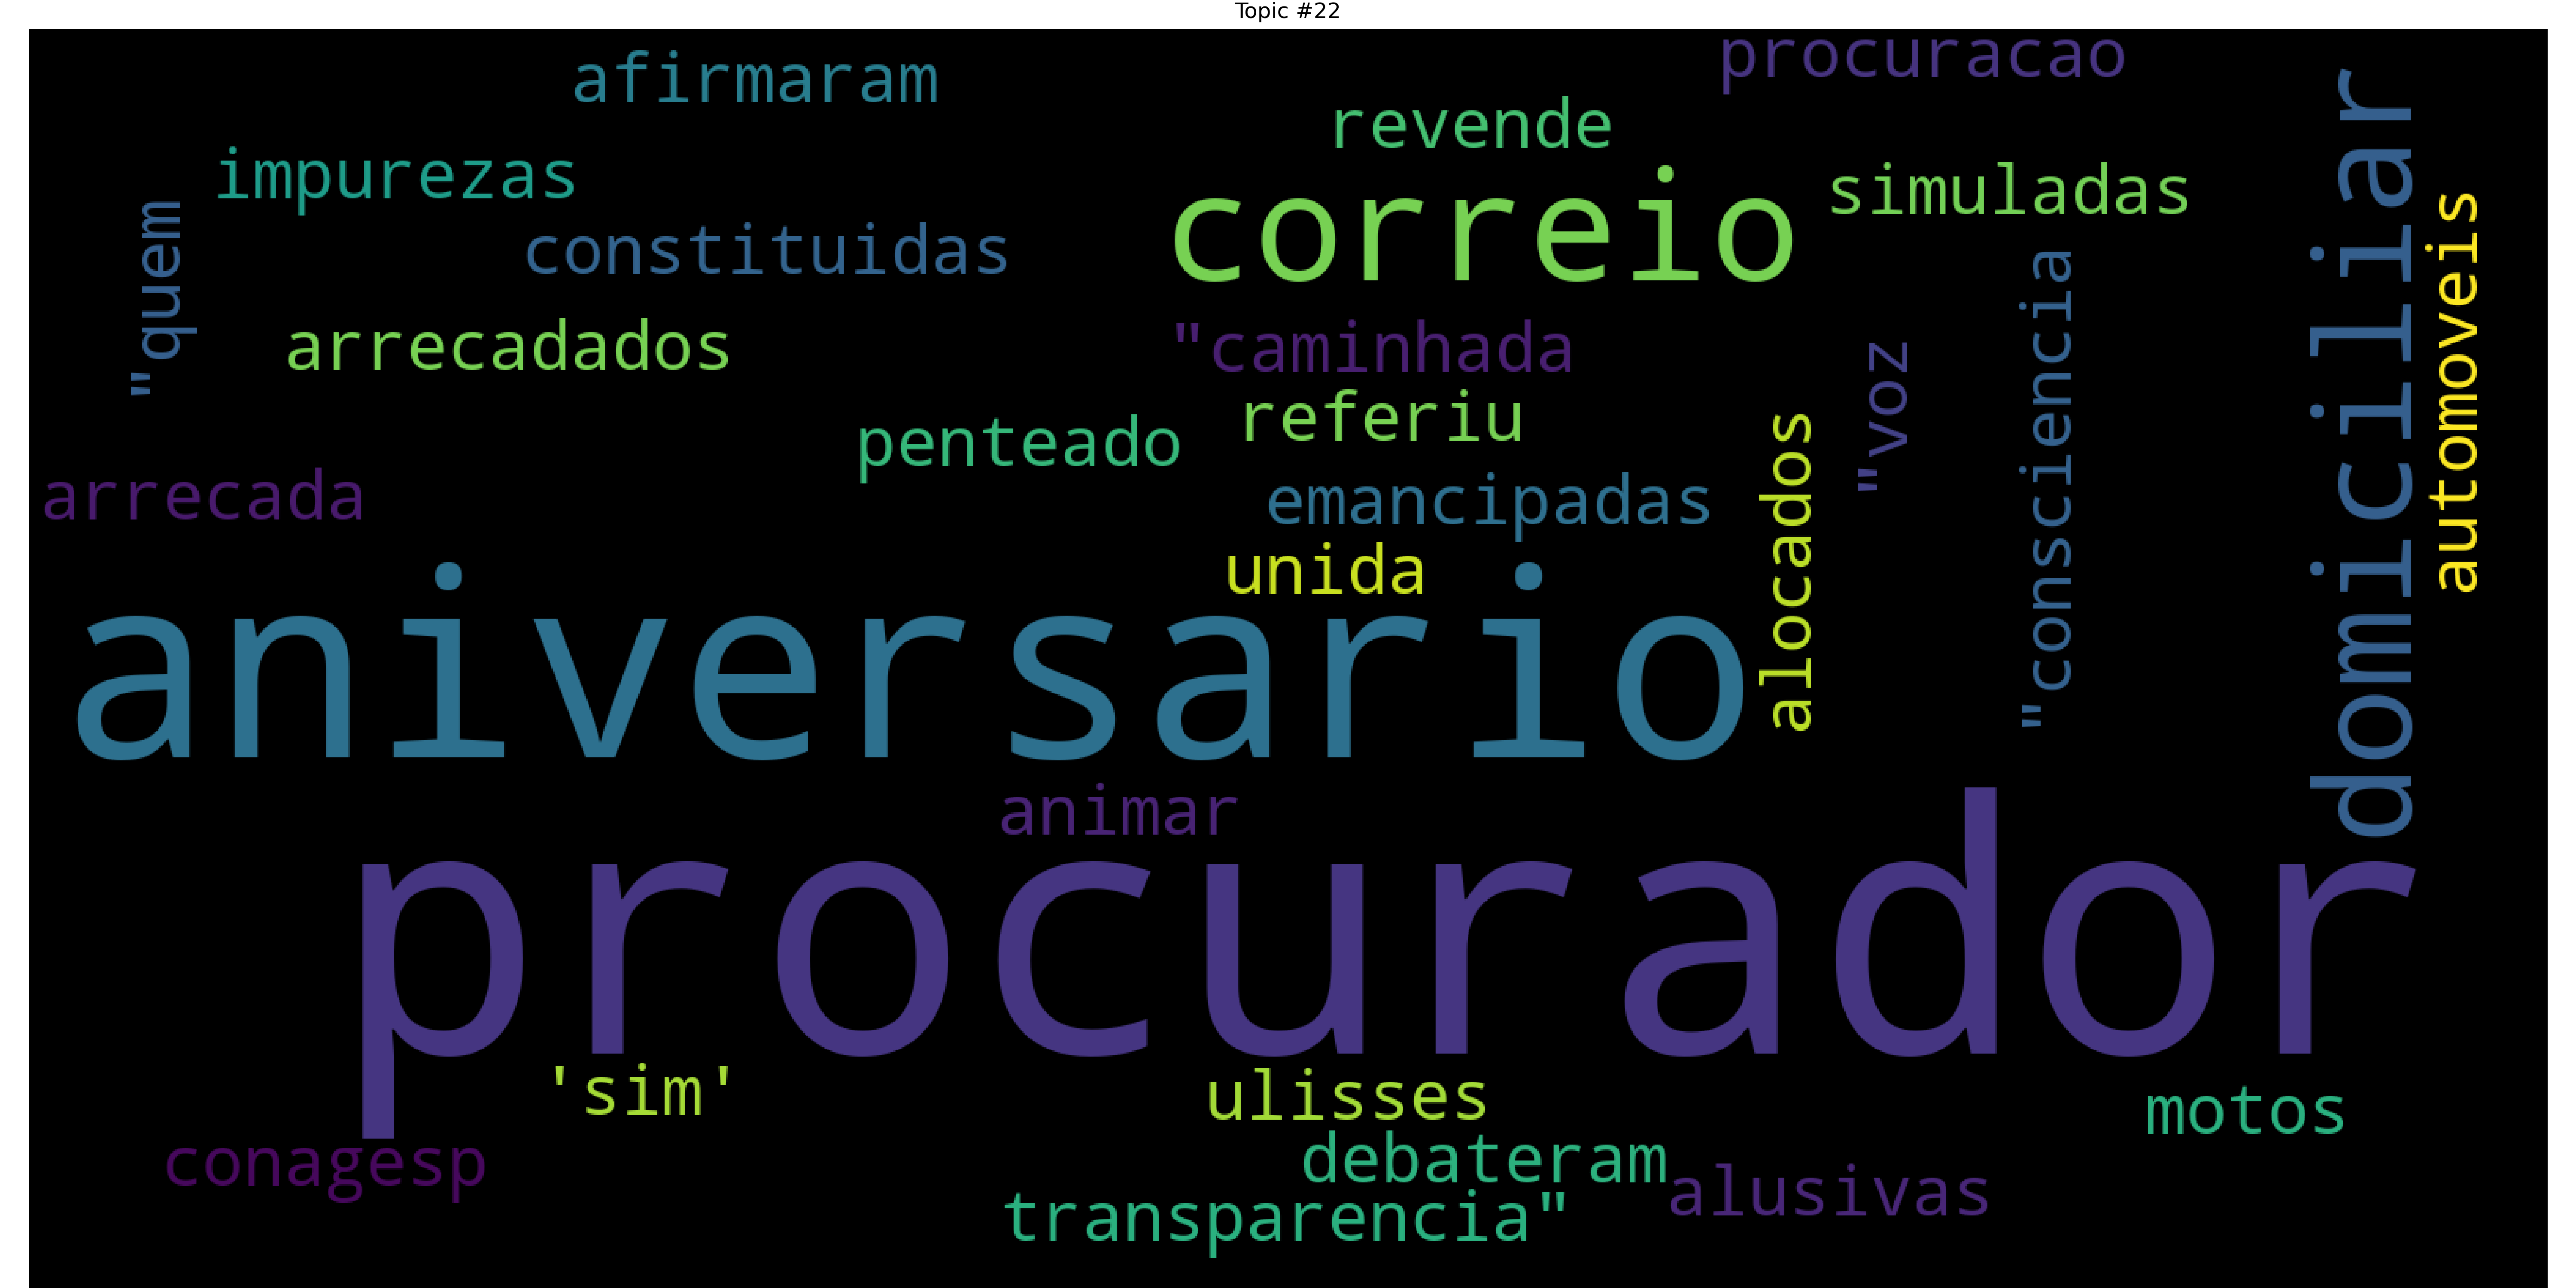 Topic #22
procuracao
afirmaram
revende
correio
impurezas
simuladas
domiciliar
automoveis
"quem
constituidas
"consciencia
arrecadados
"caminhada
"voz
referiu
penteado
alocados
arrecada
emancipadas
unida
aniversario
animar
procurador
'sim'
ulisses
motos
conagesp
debateram
alusivas
transparencia"